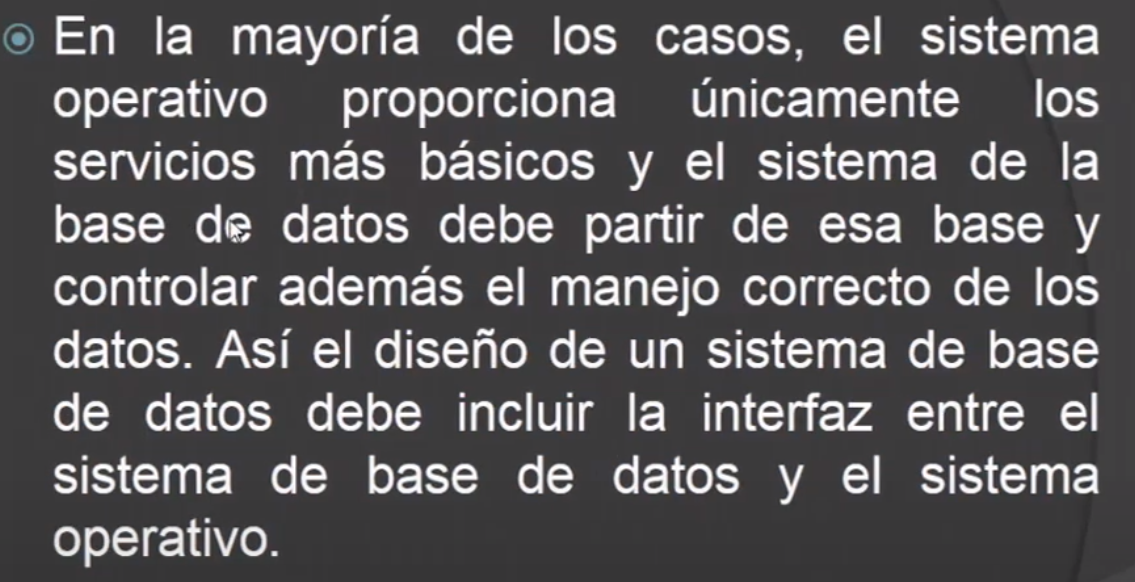 En la mayoría de los casos, el sistema
operativo proporciona únicamente los
servicios más básicos y el sistema de la
base de datos debe partir de esa base y
controlar además el manejo correcto de los
datos. Así el diseño de un sistema de base
de datos debe incluir la interfaz entre el
sistema de base de datos y el sistema
operativo.